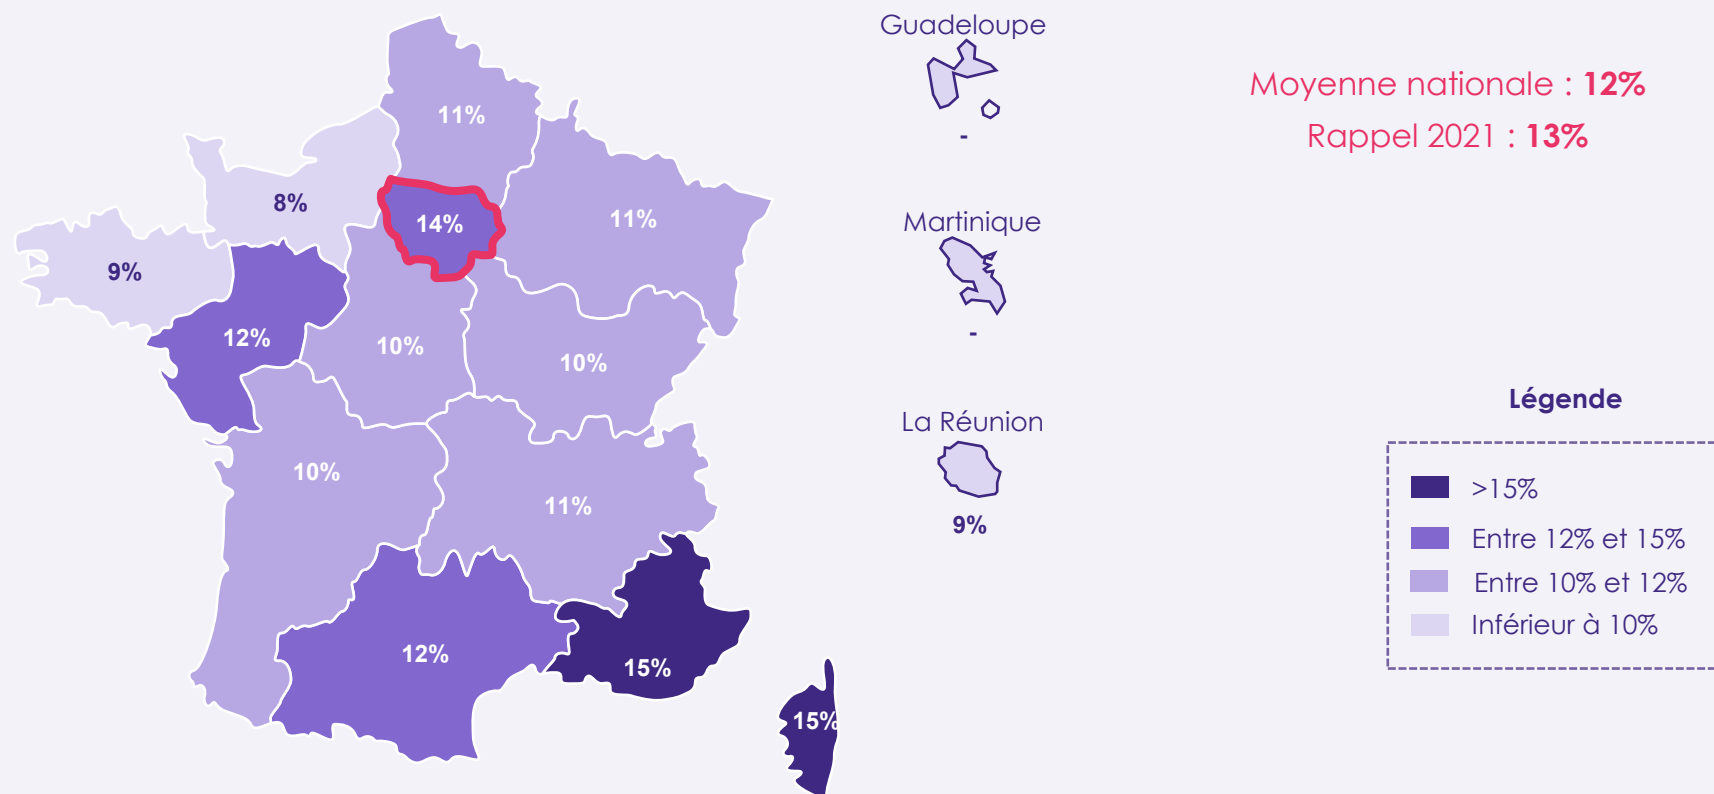 Guadeloupe
-
Martinique
-
La Réunion
9%
Moyenne nationale : 12%
Rappel 2021 : 13%
11%
8%
14%
11%
9%
12%
10%
10%
10%
11%
12%
15%
15%
Légende
>15%
Entre 12% et 15%
Entre 10% et 12%
Inférieur à 10%